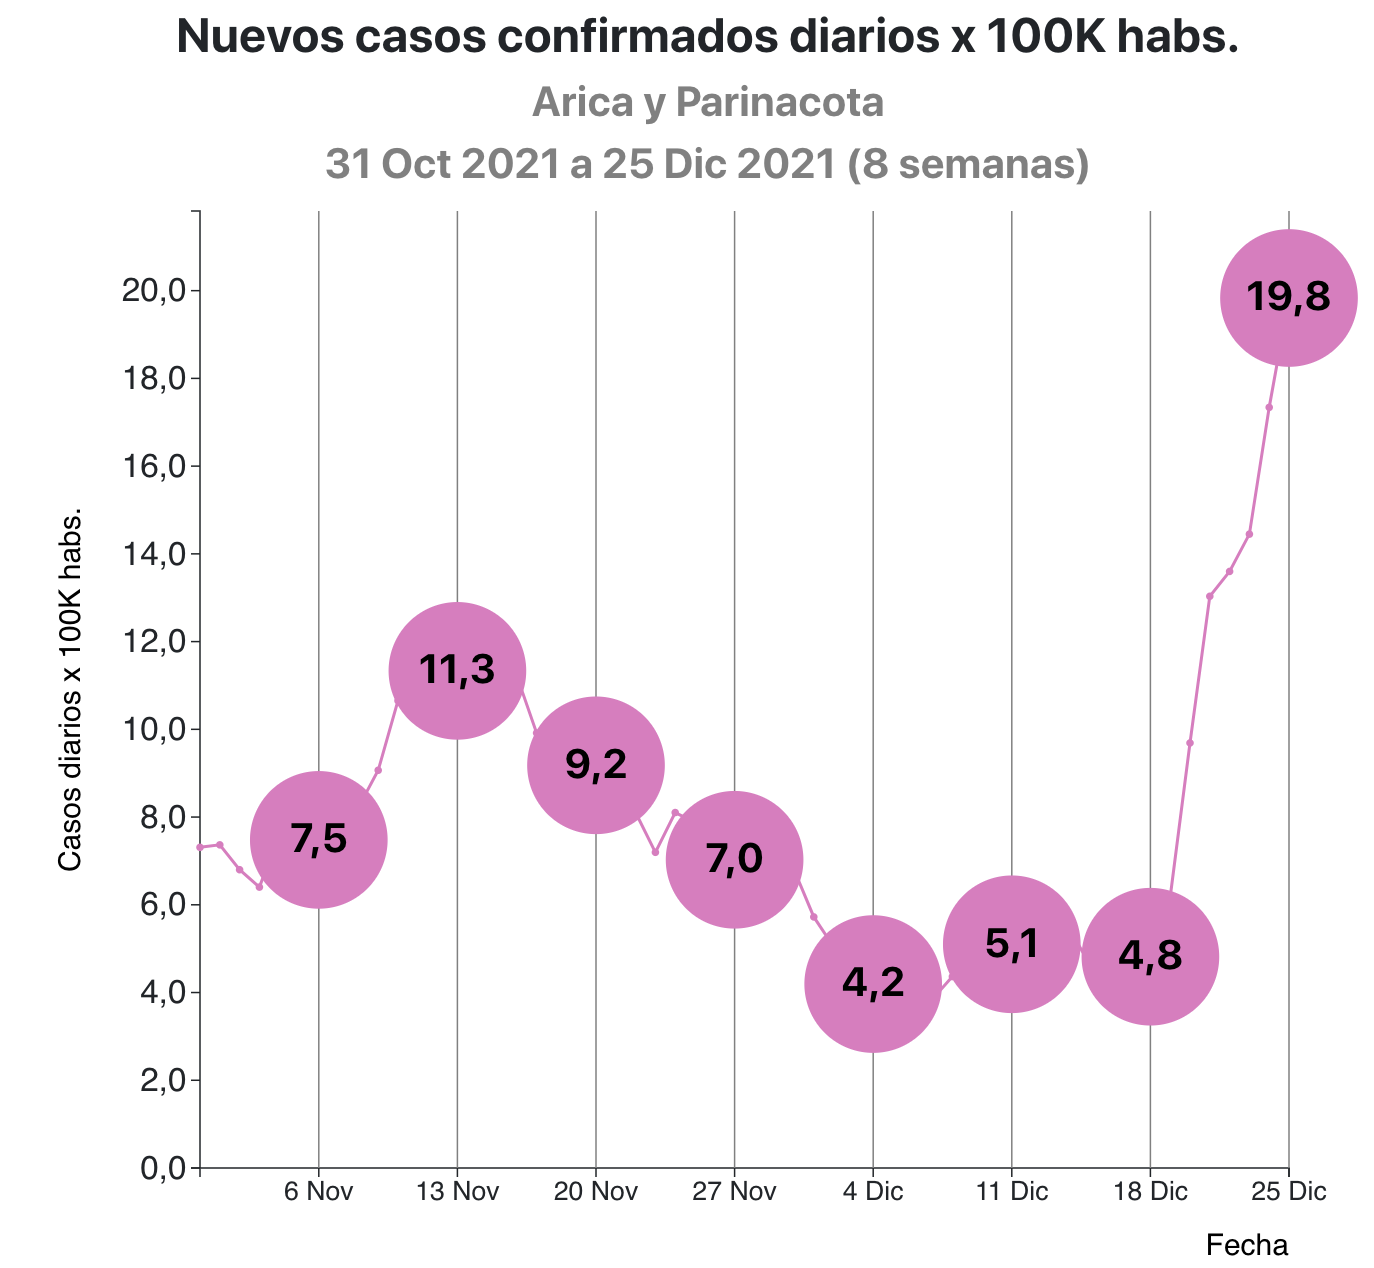 Nuevos casos confirmados diarios x 100K habs.
Arica y Parinacota
31 Oct 2021 a 25 Dic 2021 (8 semanas)
Casos diarios x 100K habs.
20,0
18,0
16,0
14,0
12,0
10,0
8,0
6,0
4,0
2,0
0,0
7,5
11,3
9,2
7,0
4,2
5,1
4,8
19,8
6 Nov
13 Nov
20 Nov
27 Nov
4 Dic
11 Dic
18 Dic
25 Dic
Fecha